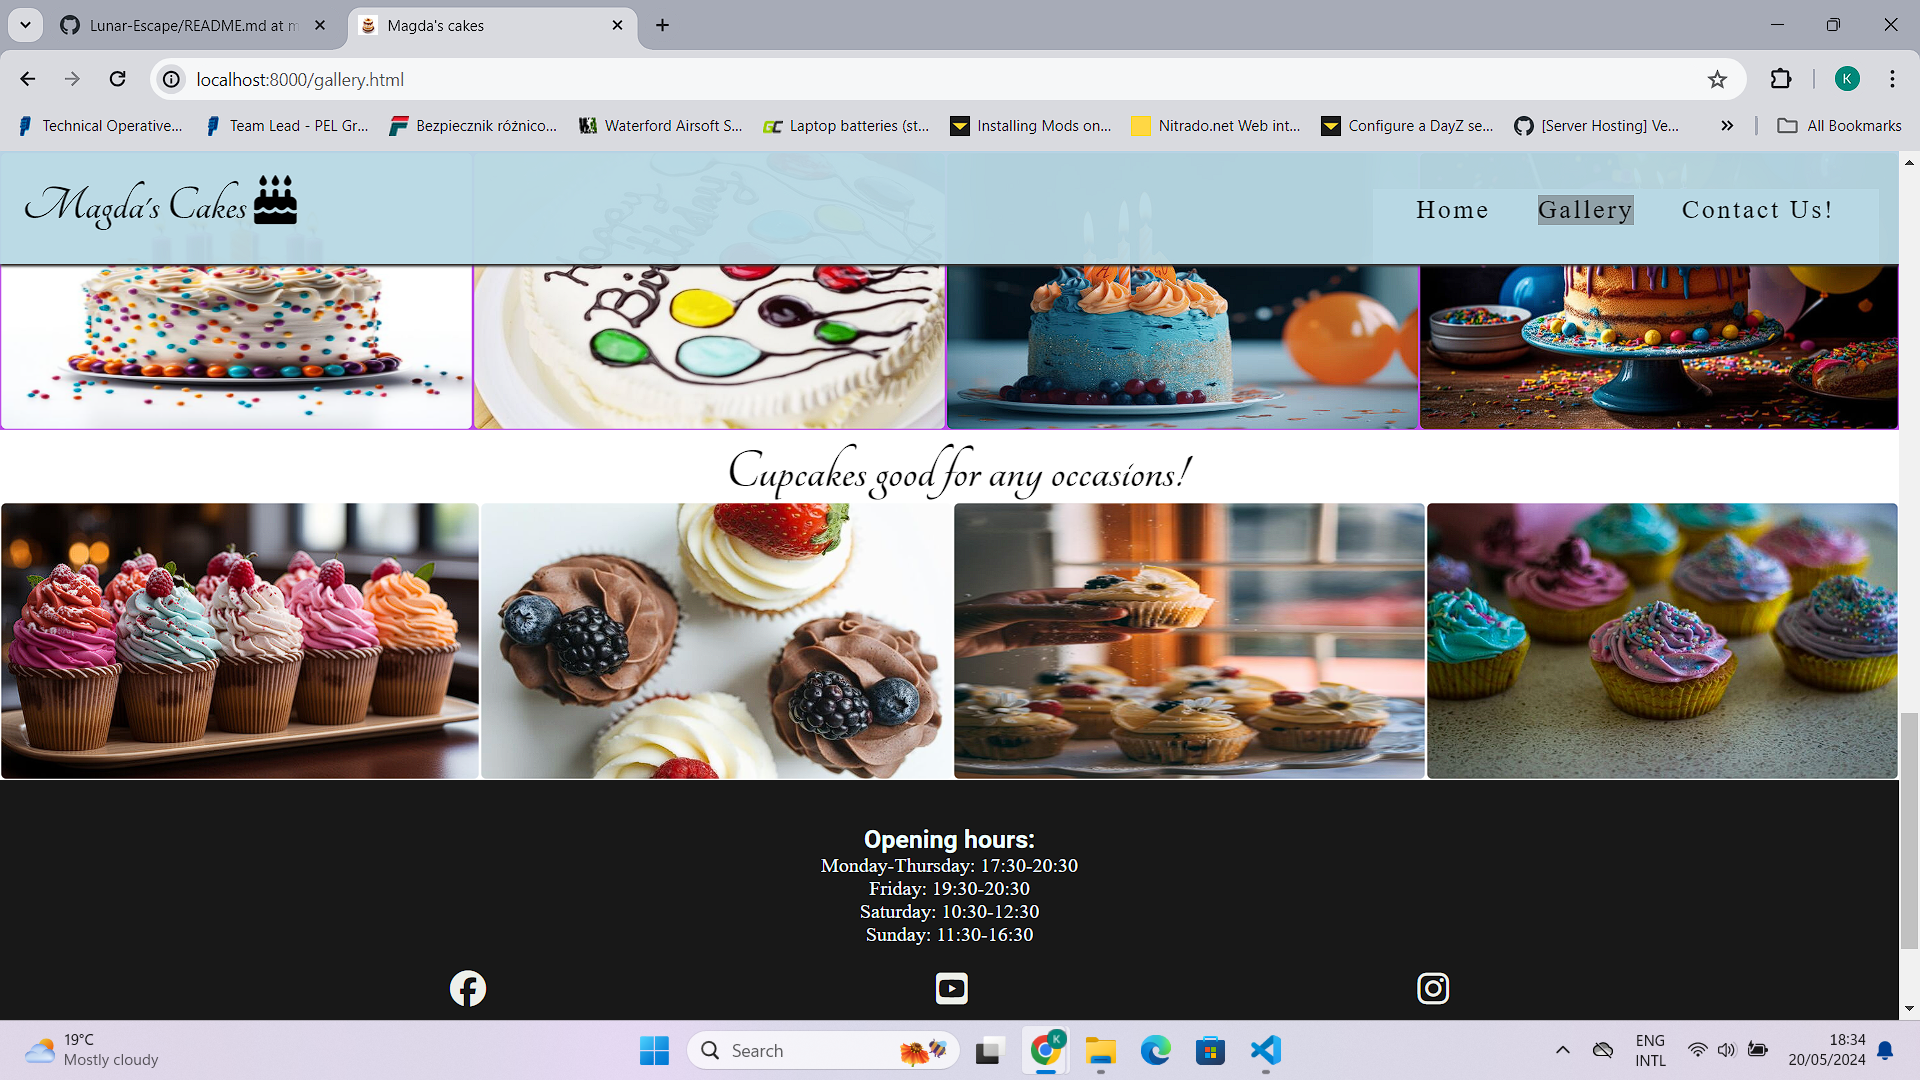 Lunar-Escape/README.md at m
Magda's cakes
localhost:8000/gallery.html
K
Technical Operative...
Team Lead - PEL Gr...
Bezpiecznik różnico...
Waterford Airsoft S...
Laptop batteries (st...
Installing Mods on...
Nitrado.net Web int...
Configure a DayZ se...
[Server Hosting] Ve...
All Bookmarks
Magda's Cakes
Home
Gallery
Contact Us!
Cupcakes good for any occasions!
Opening hours:
Monday-Thursday: 17:30-20:30
Friday: 19:30-20:30
Saturday: 10:30-12:30
Sunday: 11:30-16:30
19°C
Mostly cloudy
Search
K
ENG
INTL
18:34
20/05/2024